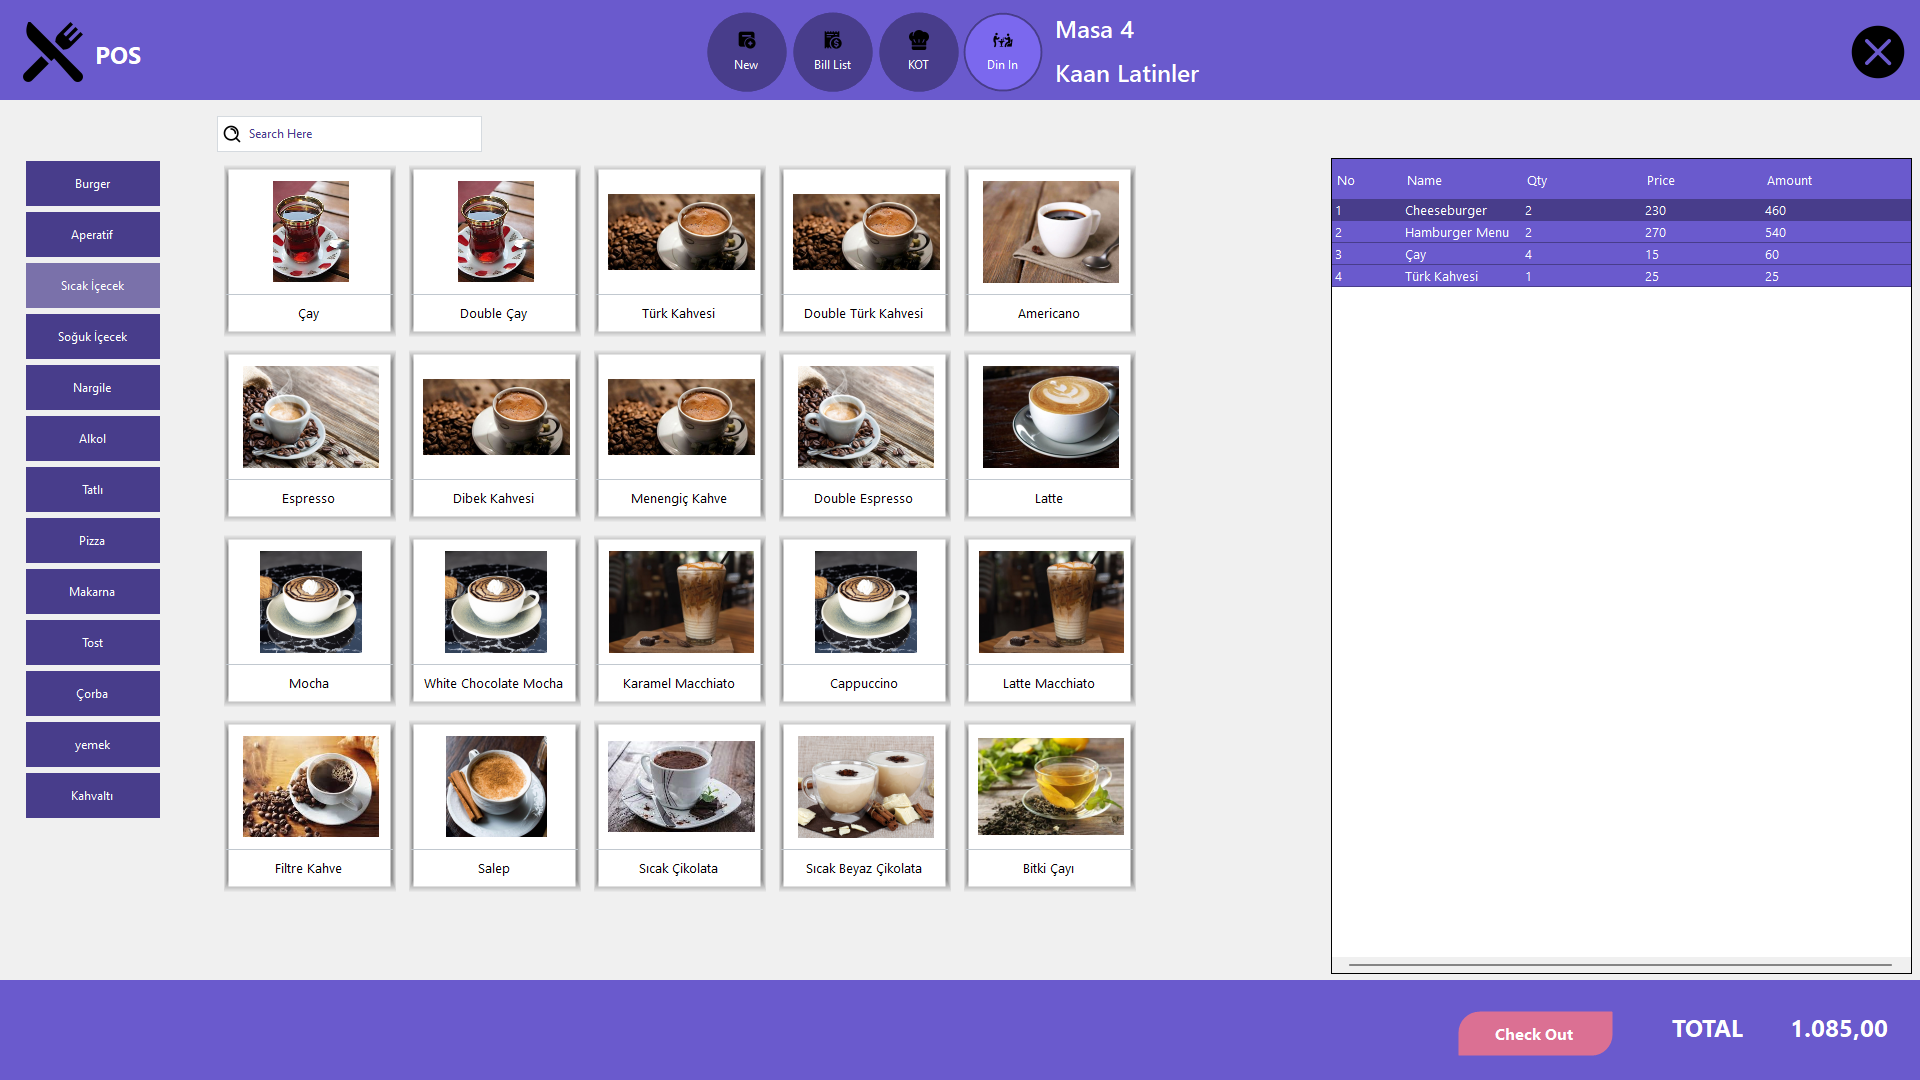 POS
New
Bill List
KOT
Din In
Masa 4
Kaan Latinler
Search Here
Burger
Aperatif
Sıcak İçecek
Soğuk İçecek
Nargile
Alkol
Tatlı
Pizza
Makarna
Tost
Çorba
yemek
Kahvaltı
Çay
Double Çay
Türk Kahvesi
Double Türk Kahvesi
Americano
Espresso
Dibek Kahvesi
Menengiç Kahve
Double Espresso
Latte
Mocha
White Chocolate Mocha
Karamel Macchiato
Cappuccino
Latte Macchiato
Filtre Kahve
Salep
Sıcak Çikolata
Sıcak Beyaz Çikolata
Bitki Çayı
No Name Qty Price Amount
1 Cheeseburger 2 230 460
2 Hamburger Menu 2 270 540
3 Çay 4 15 60
4 Türk Kahvesi 1 25 25
Check Out
TOTAL 1.085,00